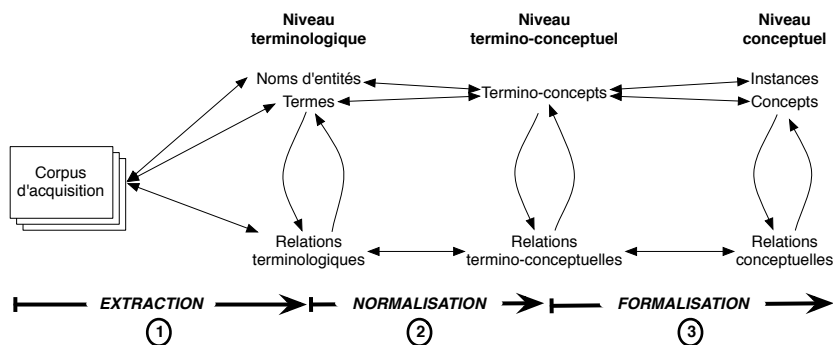 Niveau
terminologique
Niveau
termino-conceptuel
Niveau
conceptuel
Noms d'entités
Termes
Termino-concepts
Instances
Concepts
Corpus
d'acquisition
Relations
terminologiques
Relations
termino-conceptuelles
Relations
conceptuelles
EXTRACTION
NORMALISATION
FORMALISATION
1
2
3